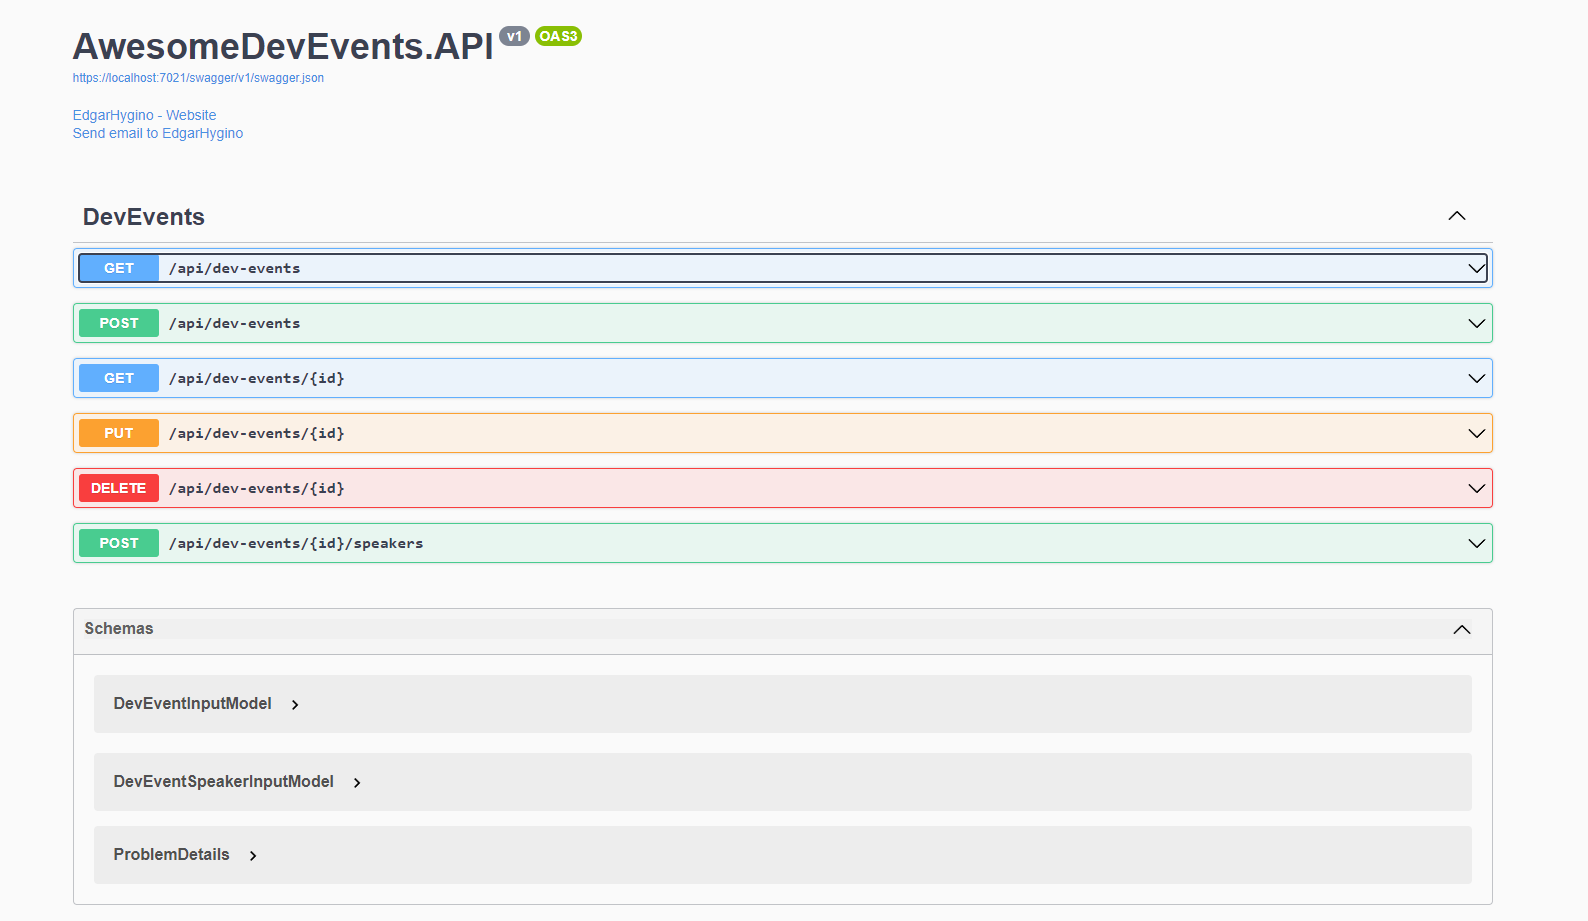 AwesomeDevEvents.API v1 OAS3
https://localhost:7021/swagger/v1/swagger.json
EdgarHygino - Website
Send email to EdgarHygino
DevEvents
GET /api/dev-events
POST /api/dev-events
GET /api/dev-events/{id}
PUT /api/dev-events/{id}
DELETE /api/dev-events/{id}
POST /api/dev-events/{id}/speakers
Schemas
DevEventInputModel
DevEventSpeakerInputModel
ProblemDetails